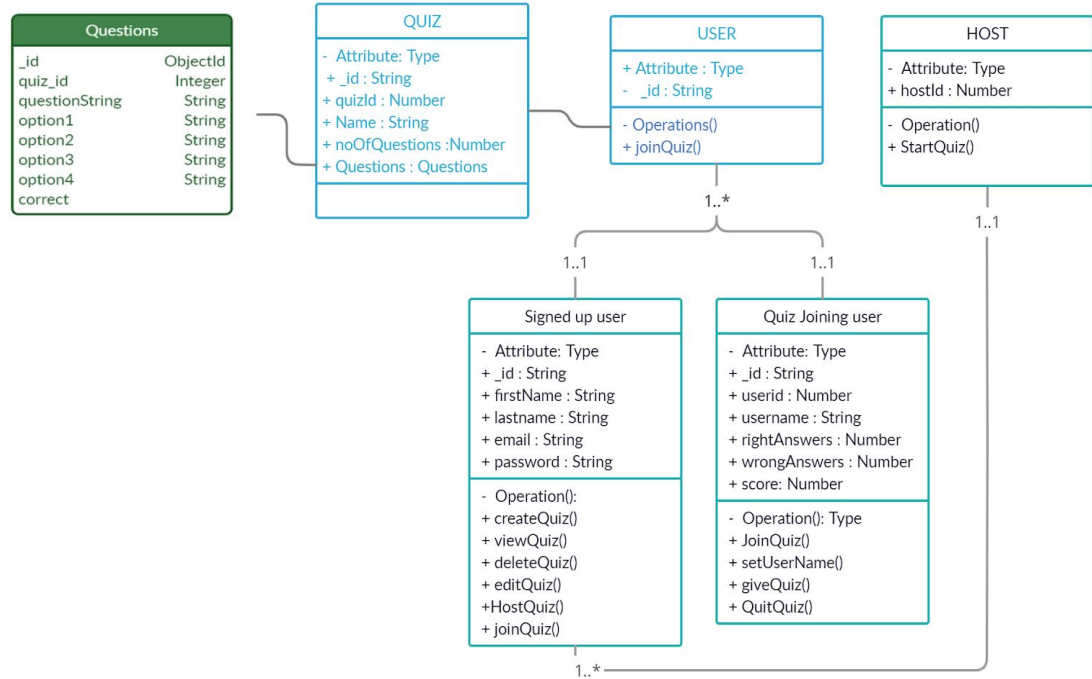 Questions
_id ObjectId
quiz_id Integer
questionString String
option1 String
option2 String
option3 String
option4 String
correct
QUIZ
- Attribute: Type
+ _id : String
+ quizId : Number
+ Name : String
+ noOfQuestions :Number
+ Questions : Questions
USER
+ Attribute : Type
- _id : String
- Operations()
+ joinQuiz()
HOST
- Attribute: Type
+ hostId : Number
- Operation()
+ StartQuiz()
1..*
1..1
1..1
1..1
Signed up user
- Attribute: Type
+ _id : String
+ firstName : String
+ lastname : String
+ email : String
+ password : String
- Operation():
+ createQuiz()
+ viewQuiz()
+ deleteQuiz()
+ editQuiz()
+HostQuiz()
+ joinQuiz()
Quiz Joining user
- Attribute: Type
+ _id : String
+ userid : Number
+ username : String
+ rightAnswers : Number
+ wrongAnswers : Number
+ score: Number
- Operation(): Type
+ JoinQuiz()
+ setUserName()
+ giveQuiz()
+ QuitQuiz()
1..*